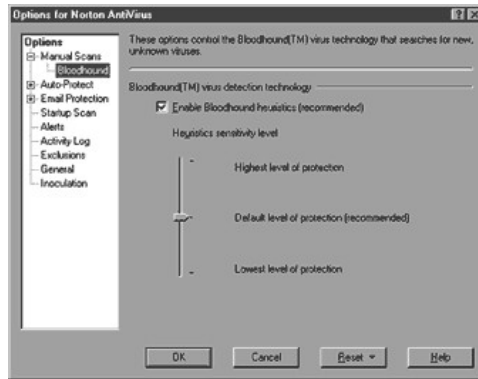 Options for Norton AntiVirus
Options
Manual Scans
Bloodhound
Auto-Protect
Email Protection
Startup Scan
Alerts
Activity Log
Exclusions
General
Inoculation
These options control the Bloodhound(TM) virus technology that searches for new,
unknown viruses.
Bloodhound(TM) virus detection technology
Enable Bloodhound heuristics (recommended)
Heuristics sensitivity level
Highest level of protection
Default level of protection (recommended)
Lowest level of protection
OK
Cancel
Reset
Help